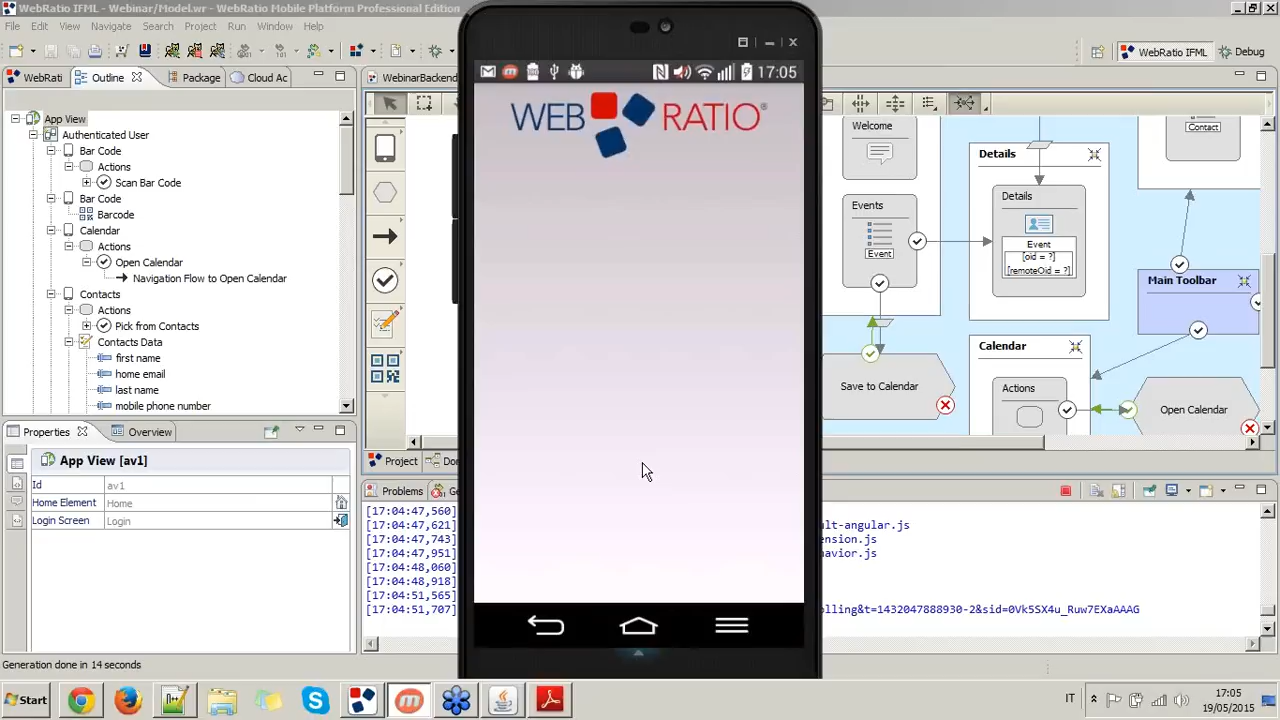 WebRatio IFML - Webinar/Model.wr - WebRatio Mobile Platform Professional Edition
File Edit Navigate Search Project Run Window Help
WebRatio IFML
Debug
WebRati
Outline
Package
Cloud Ac
WebinarBackend
App View
Authenticated User
Bar Code
Actions
Scan Bar Code
Bar Code
Barcode
Calendar
Actions
Open Calendar
Navigation Flow to Open Calendar
Contacts
Actions
Pick from Contacts
Contacts Data
first name
home email
last name
mobile phone number
Properties
Overview
App View [av1]
Id av1
Home Element Home
Login Screen Login
17:05
WEB RATIO®
Welcome
Events
Event
Details
Details
Event
[oid = ?]
[remoteOid = ?]
Contact
Main Toolbar
Save to Calendar
Calendar
Actions
Open Calendar
Project
Problems
[17:04:47,560]
ult-angular.js
[17:04:47,621]
ension.js
[17:04:47,743]
avior.js
[17:04:47,951]
[17:04:48,060]
[17:04:48,918]
[17:04:51,565]
[17:04:51,707]
olling&t=1432047888930-2&sid=0Vk5SX4u_Ruw7EXaAAAG
Generation done in 14 seconds
Start
IT
17:05
19/05/2015